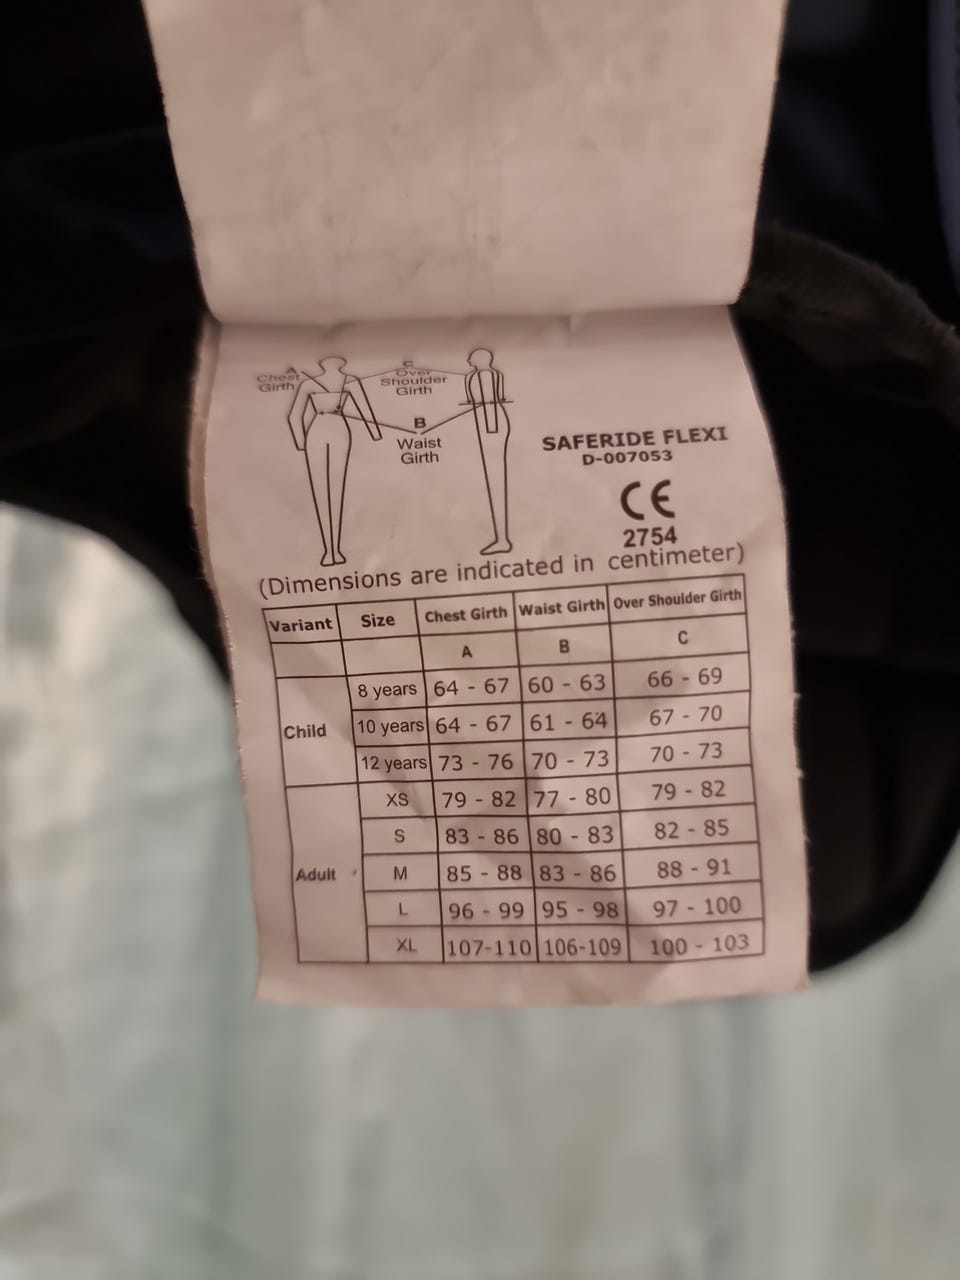 A
Chest
Girth
C
Over
Shoulder
Girth
B
Waist
Girth
SAFERIDE FLEXI
D-007053
CE
2754
(Dimensions are indicated in centimeter)
Variant Size Chest Girth Waist Girth Over Shoulder Girth
A B C
Child
8 years 64 - 67 60 - 63 66 - 69
10 years 64 - 67 61 - 64 67 - 70
12 years 73 - 76 70 - 73 70 - 73
Adult
XS 79 - 82 77 - 80 79 - 82
S 83 - 86 80 - 83 82 - 85
M 85 - 88 83 - 86 88 - 91
L 96 - 99 95 - 98 97 - 100
XL 107-110 106-109 100 - 103